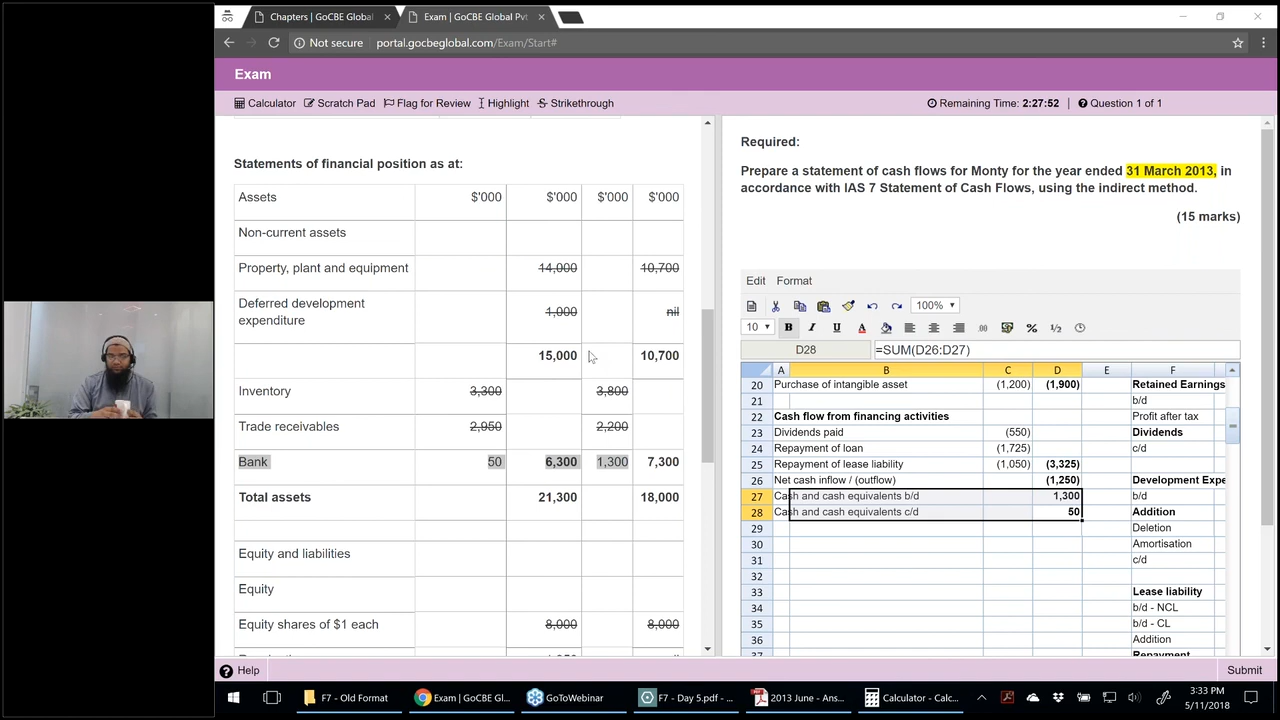 Chapters | GoCBE Global
Exam | GoCBE Global Pvt
Not secure
portal.gocbeglobal.com/Exam/Start#
Exam
Calculator
Scratch Pad
Flag for Review
Highlight
Strikethrough
Remaining Time: 2:27:52
Question 1 of 1
Statements of financial position as at:
Assets $'000 $'000 $'000 $'000
Non-current assets
Property, plant and equipment 14,000 10,700
Deferred development
expenditure 1,000 nil
15,000 10,700
Inventory 3,300 3,800
Trade receivables 2,950 2,200
Bank 50 6,300 1,300 7,300
Total assets 21,300 18,000
Equity and liabilities
Equity
Equity shares of $1 each 8,000 8,000
Required:
Prepare a statement of cash flows for Monty for the year ended 31 March 2013, in
accordance with IAS 7 Statement of Cash Flows, using the indirect method.
(15 marks)
Edit Format
100%
10 B I U A
D28 =SUM(D26:D27)
A B C D E F
20 Purchase of intangible asset (1,200) (1,900) Retained Earnings
21 b/d
22 Cash flow from financing activities Profit after tax
23 Dividends paid (550) Dividends
24 Repayment of loan (1,725) c/d
25 Repayment of lease liability (1,050) (3,325)
26 Net cash inflow / (outflow) (1,250) Development Expe
27 Cash and cash equivalents b/d 1,300 b/d
28 Cash and cash equivalents c/d 50 Addition
29 Deletion
30 Amortisation
31 c/d
32
33 Lease liability
34 b/d - NCL
35 b/d - CL
36 Addition
37 Repayment
Help
Submit
F7 - Old Format
Exam | GoCBE Gl...
GoToWebinar
F7 - Day 5.pdf - ...
2013 June - Ans...
Calculator - Calc...
3:33 PM
5/11/2018